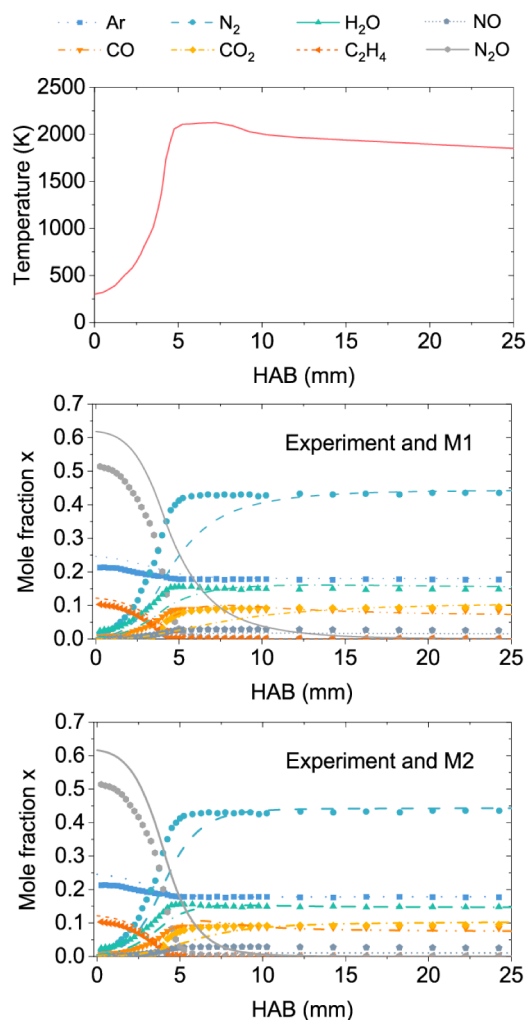 Ar N₂ H₂O NO
CO CO₂ C₂H₄ N₂O
2500
2000
1500
1000
500
0
Temperature (K)
0 5 10 15 20 25
HAB (mm)
0.7
0.6
0.5
0.4
0.3
0.2
0.1
0.0
Mole fraction x
Experiment and M1
0 5 10 15 20 25
HAB (mm)
0.7
0.6
0.5
0.4
0.3
0.2
0.1
0.0
Mole fraction x
Experiment and M2
0 5 10 15 20 25
HAB (mm)